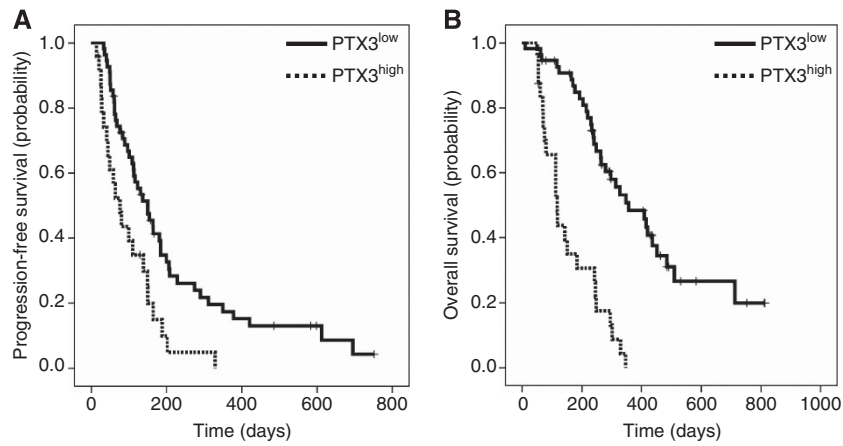 A
B
PTX3low
PTX3high
1.0
0.8
0.6
0.4
0.2
0.0
0
200
400
600
800
Progression-free survival (probability)
Time (days)
PTX3low
PTX3high
1.0
0.8
0.6
0.4
0.2
0.0
0
200
400
600
800
1000
Overall survival (probability)
Time (days)